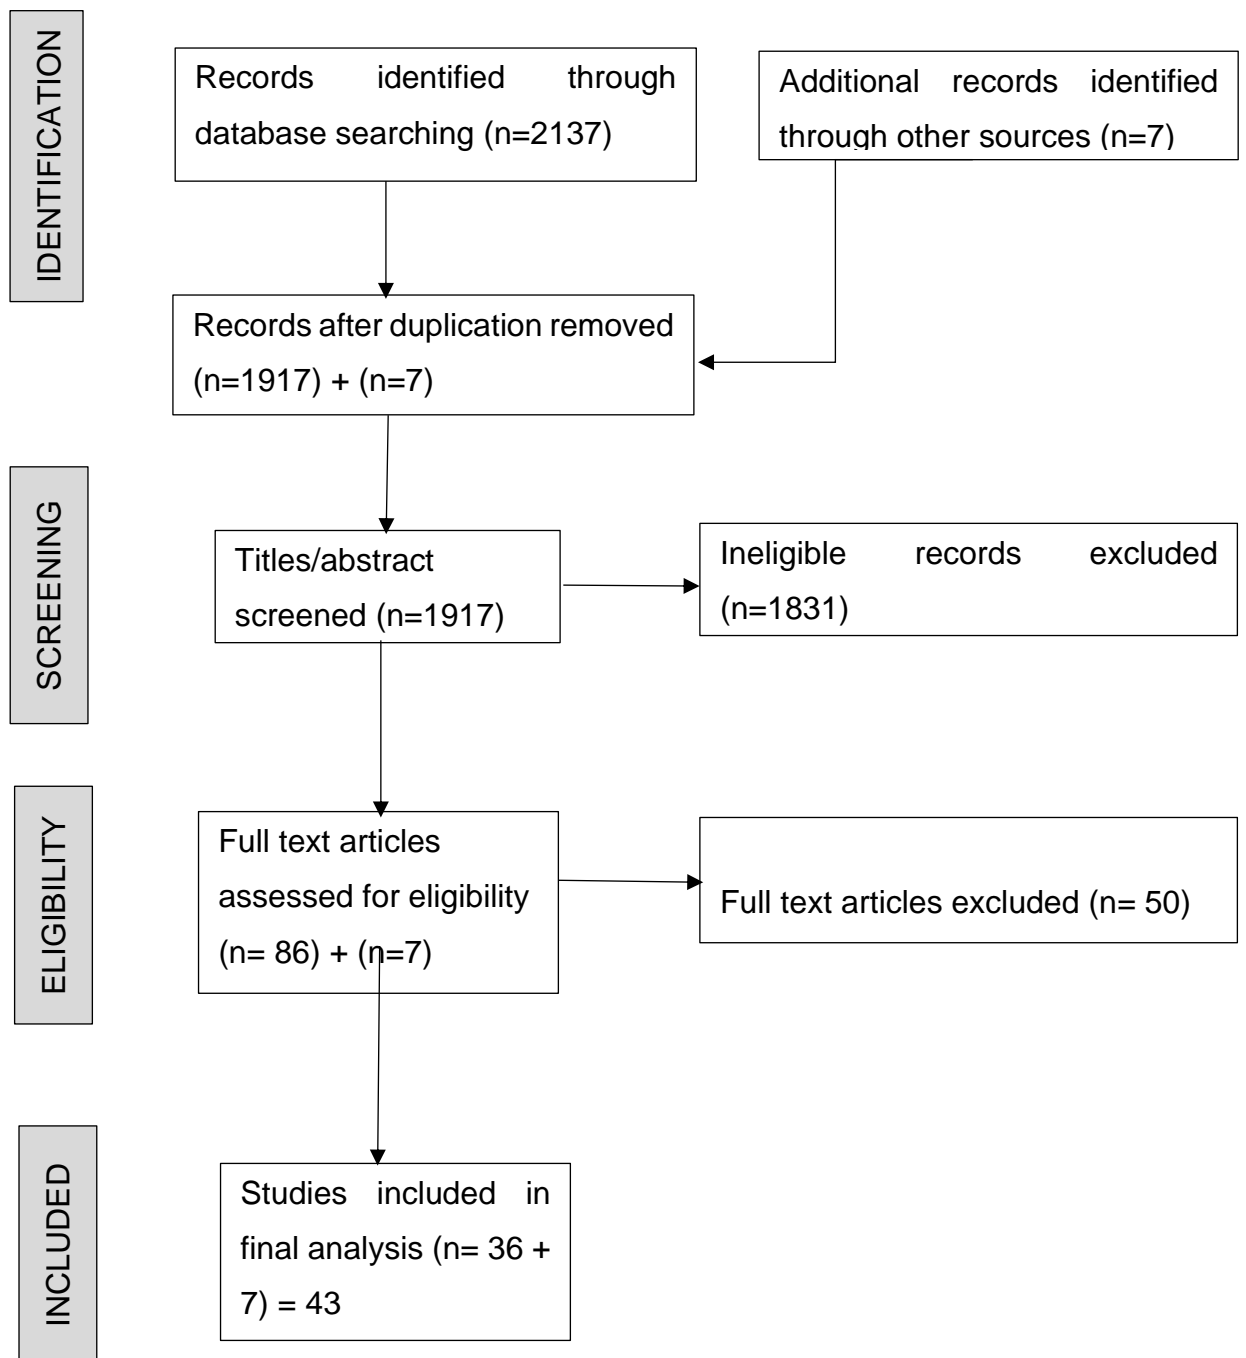 IDENTIFICATION
Records identified through
database searching (n=2137)
Additional records identified
through other sources (n=7)
Records after duplication removed
(n=1917) + (n=7)
SCREENING
Titles/abstract
screened (n=1917)
Ineligible records excluded
(n=1831)
ELIGIBILITY
Full text articles
assessed for eligibility
(n= 86) + (n=7)
Full text articles excluded (n= 50)
INCLUDED
Studies included in
final analysis (n= 36 +
7) = 43